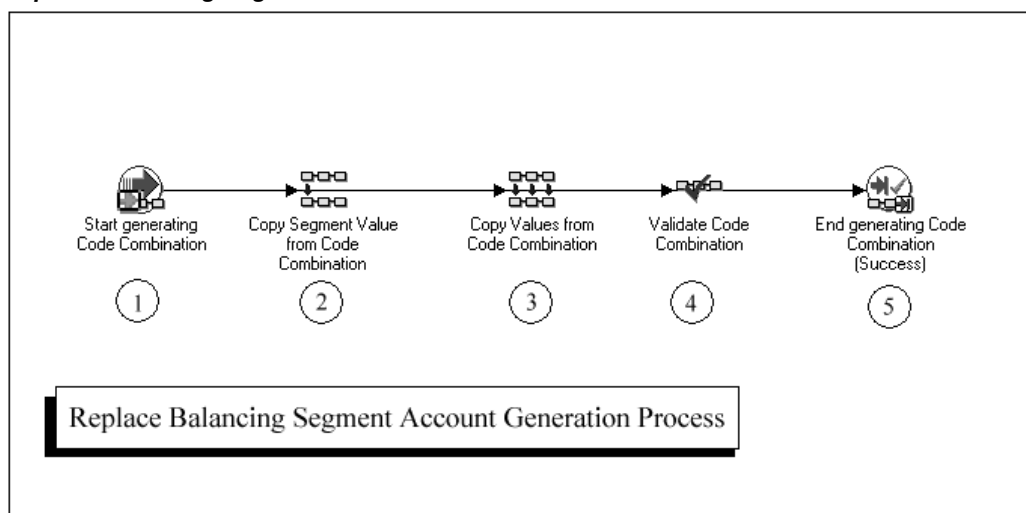 Start generating
Code Combination
Copy Segment Value
from Code
Combination
Copy Values from
Code Combination
Validate Code
Combination
End generating Code
Combination
(Success)
1
2
3
4
5
Replace Balancing Segment Account Generation Process